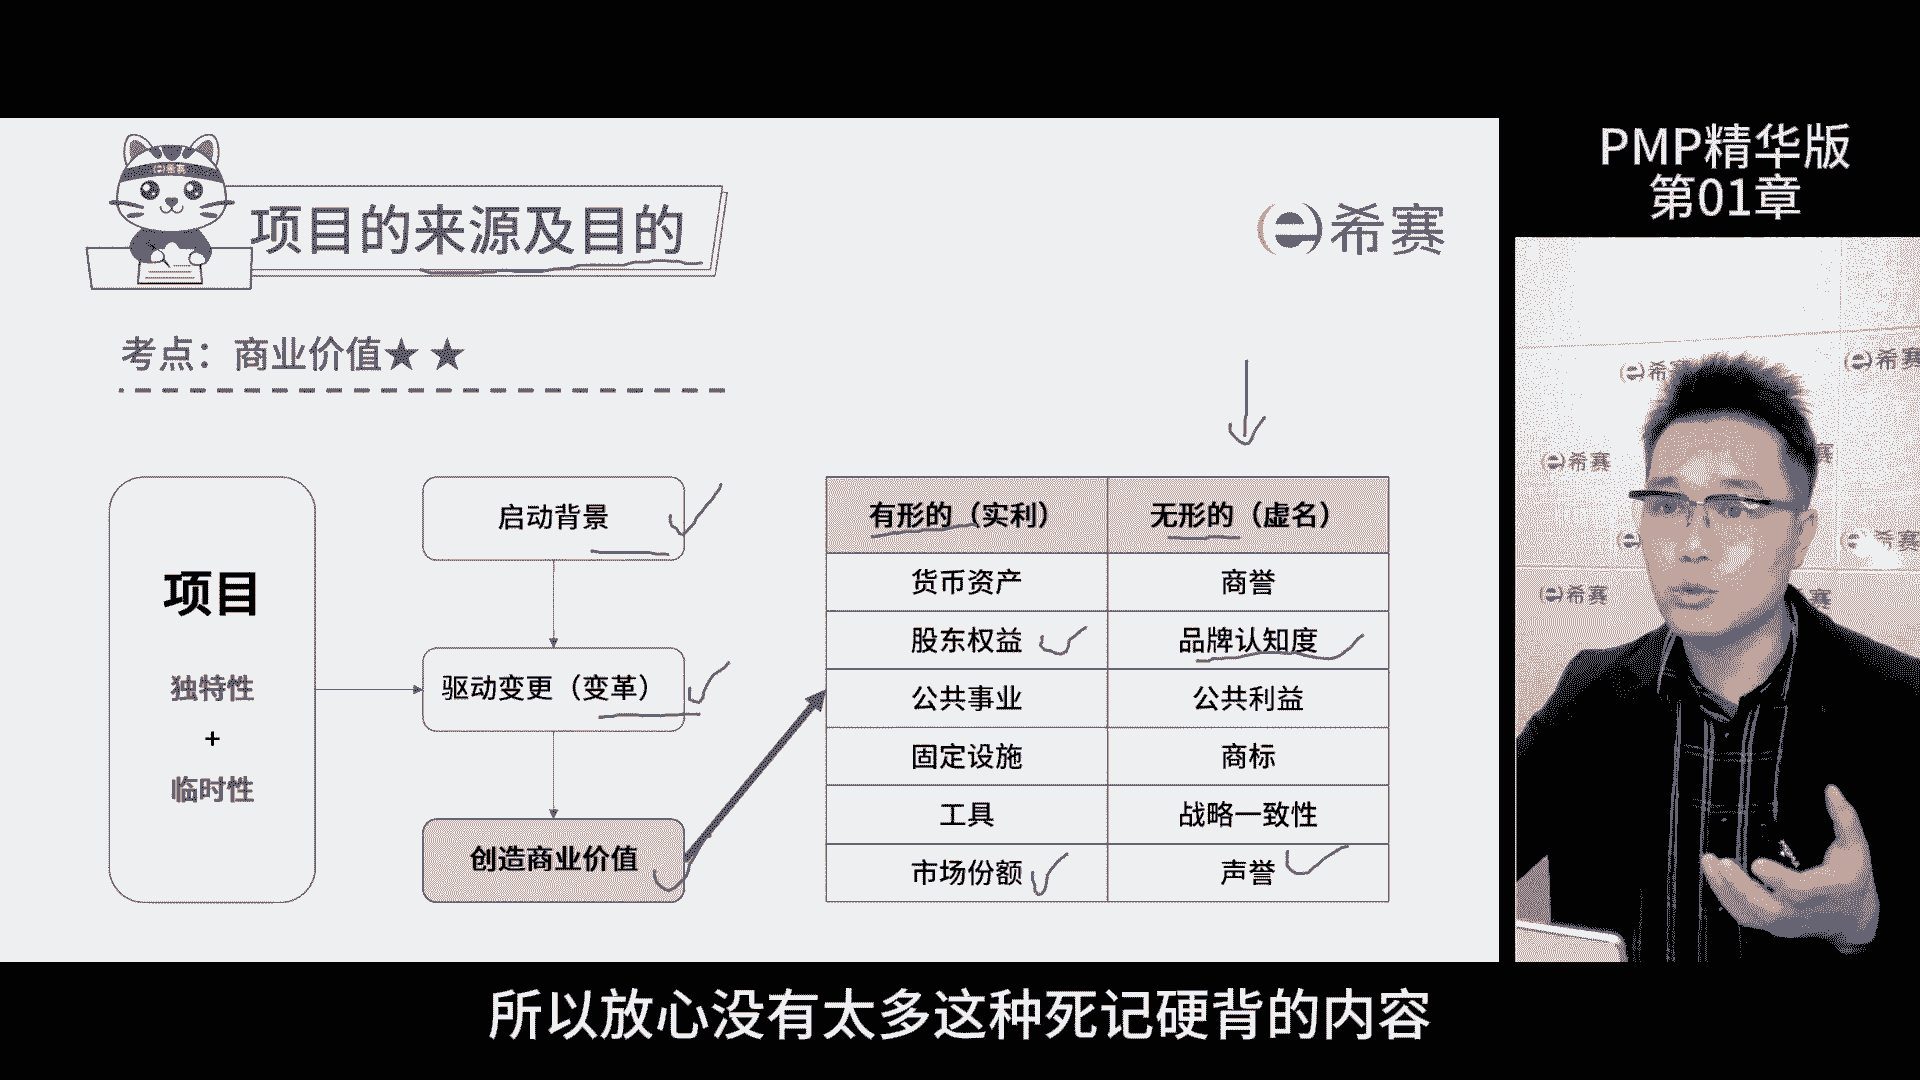 PMP精华版
第01章
希赛
项目的来源及目的
希赛
考点：商业价值★ ★
项目
独特性
+
临时性
启动背景
驱动变更（变革）
创造商业价值
有形的（实利） 无形的（虚名）
货币资产 商誉
股东权益 品牌认知度
公共事业 公共利益
固定设施 商标
工具 战略一致性
市场份额 声誉
希
希赛
希赛
赛
希赛
希赛
赛
所以放心没有太多这种死记硬背的内容